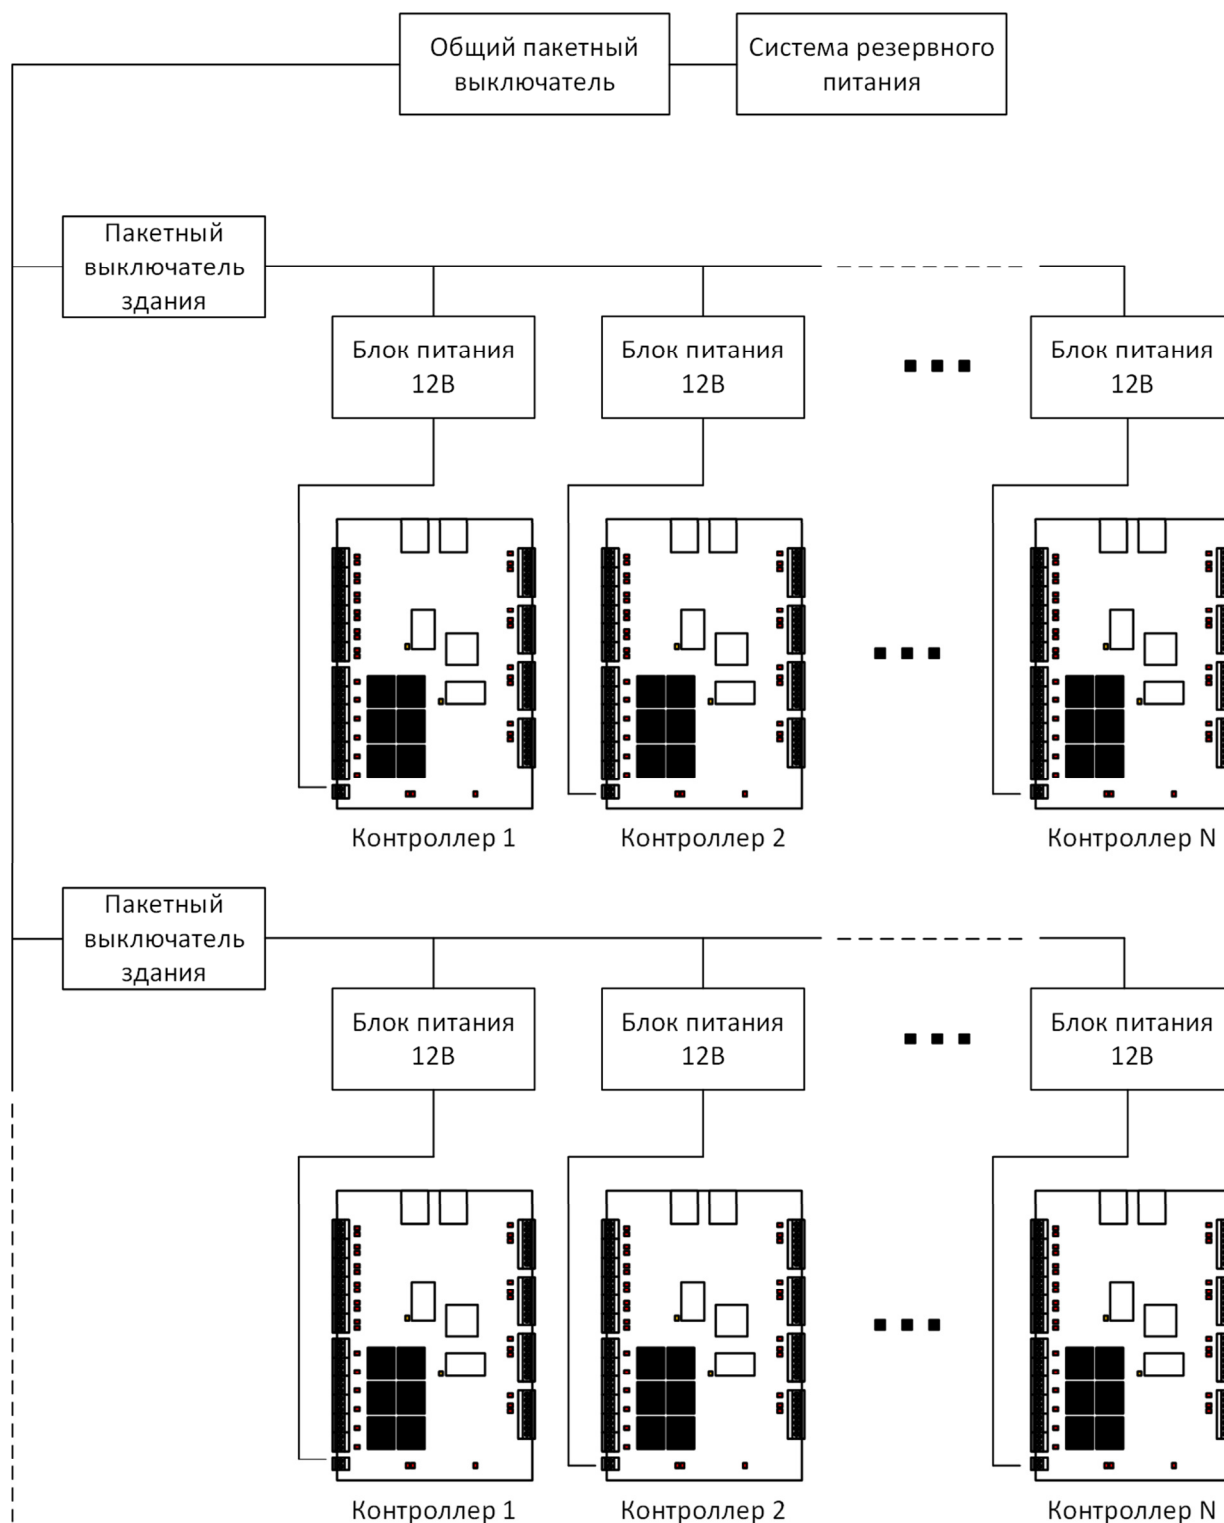 Общий пакетный
выключатель
Система резервного
питания
Пакетный
выключатель
здания
Блок питания
12В
Блок питания
12В
Блок питания
12В
Контроллер 1
Контроллер 2
Контроллер N
Пакетный
выключатель
здания
Блок питания
12В
Блок питания
12В
Блок питания
12В
Контроллер 1
Контроллер 2
Контроллер N